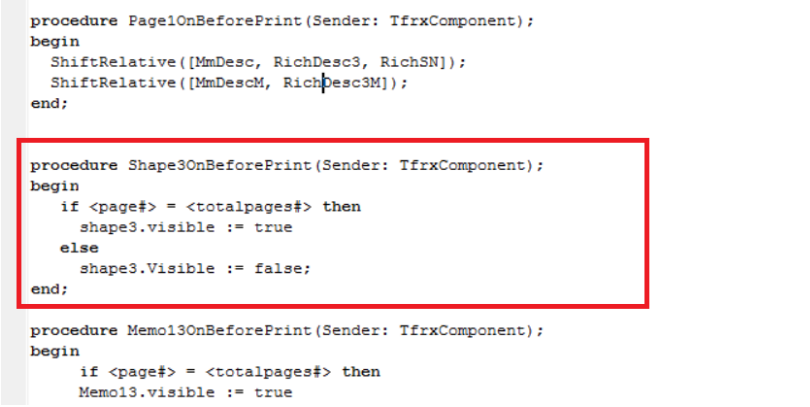 procedure Page1OnBeforePrint(Sender: TfrxComponent);
begin
ShiftRelative([MmDesc, RichDesc3, RichSN]);
ShiftRelative([MmDescM, RichDesc3M]);
end;
procedure Shape3OnBeforePrint(Sender: TfrxComponent);
begin
if <page#> = <totalpages#> then
shape3.visible := true
else
shape3.Visible := false;
end;
procedure Memo13OnBeforePrint(Sender: TfrxComponent);
begin
if <page#> = <totalpages#> then
Memo13.visible := true